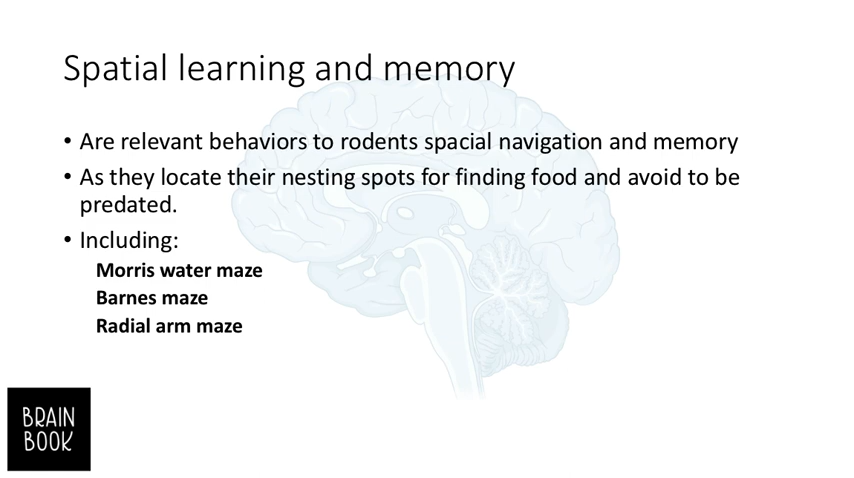 Spatial learning and memory
• Are relevant behaviors to rodents spacial navigation and memory
• As they locate their nesting spots for finding food and avoid to be
predated.
• Including:
Morris water maze
Barnes maze
Radial arm maze
BRAIN
BOOK